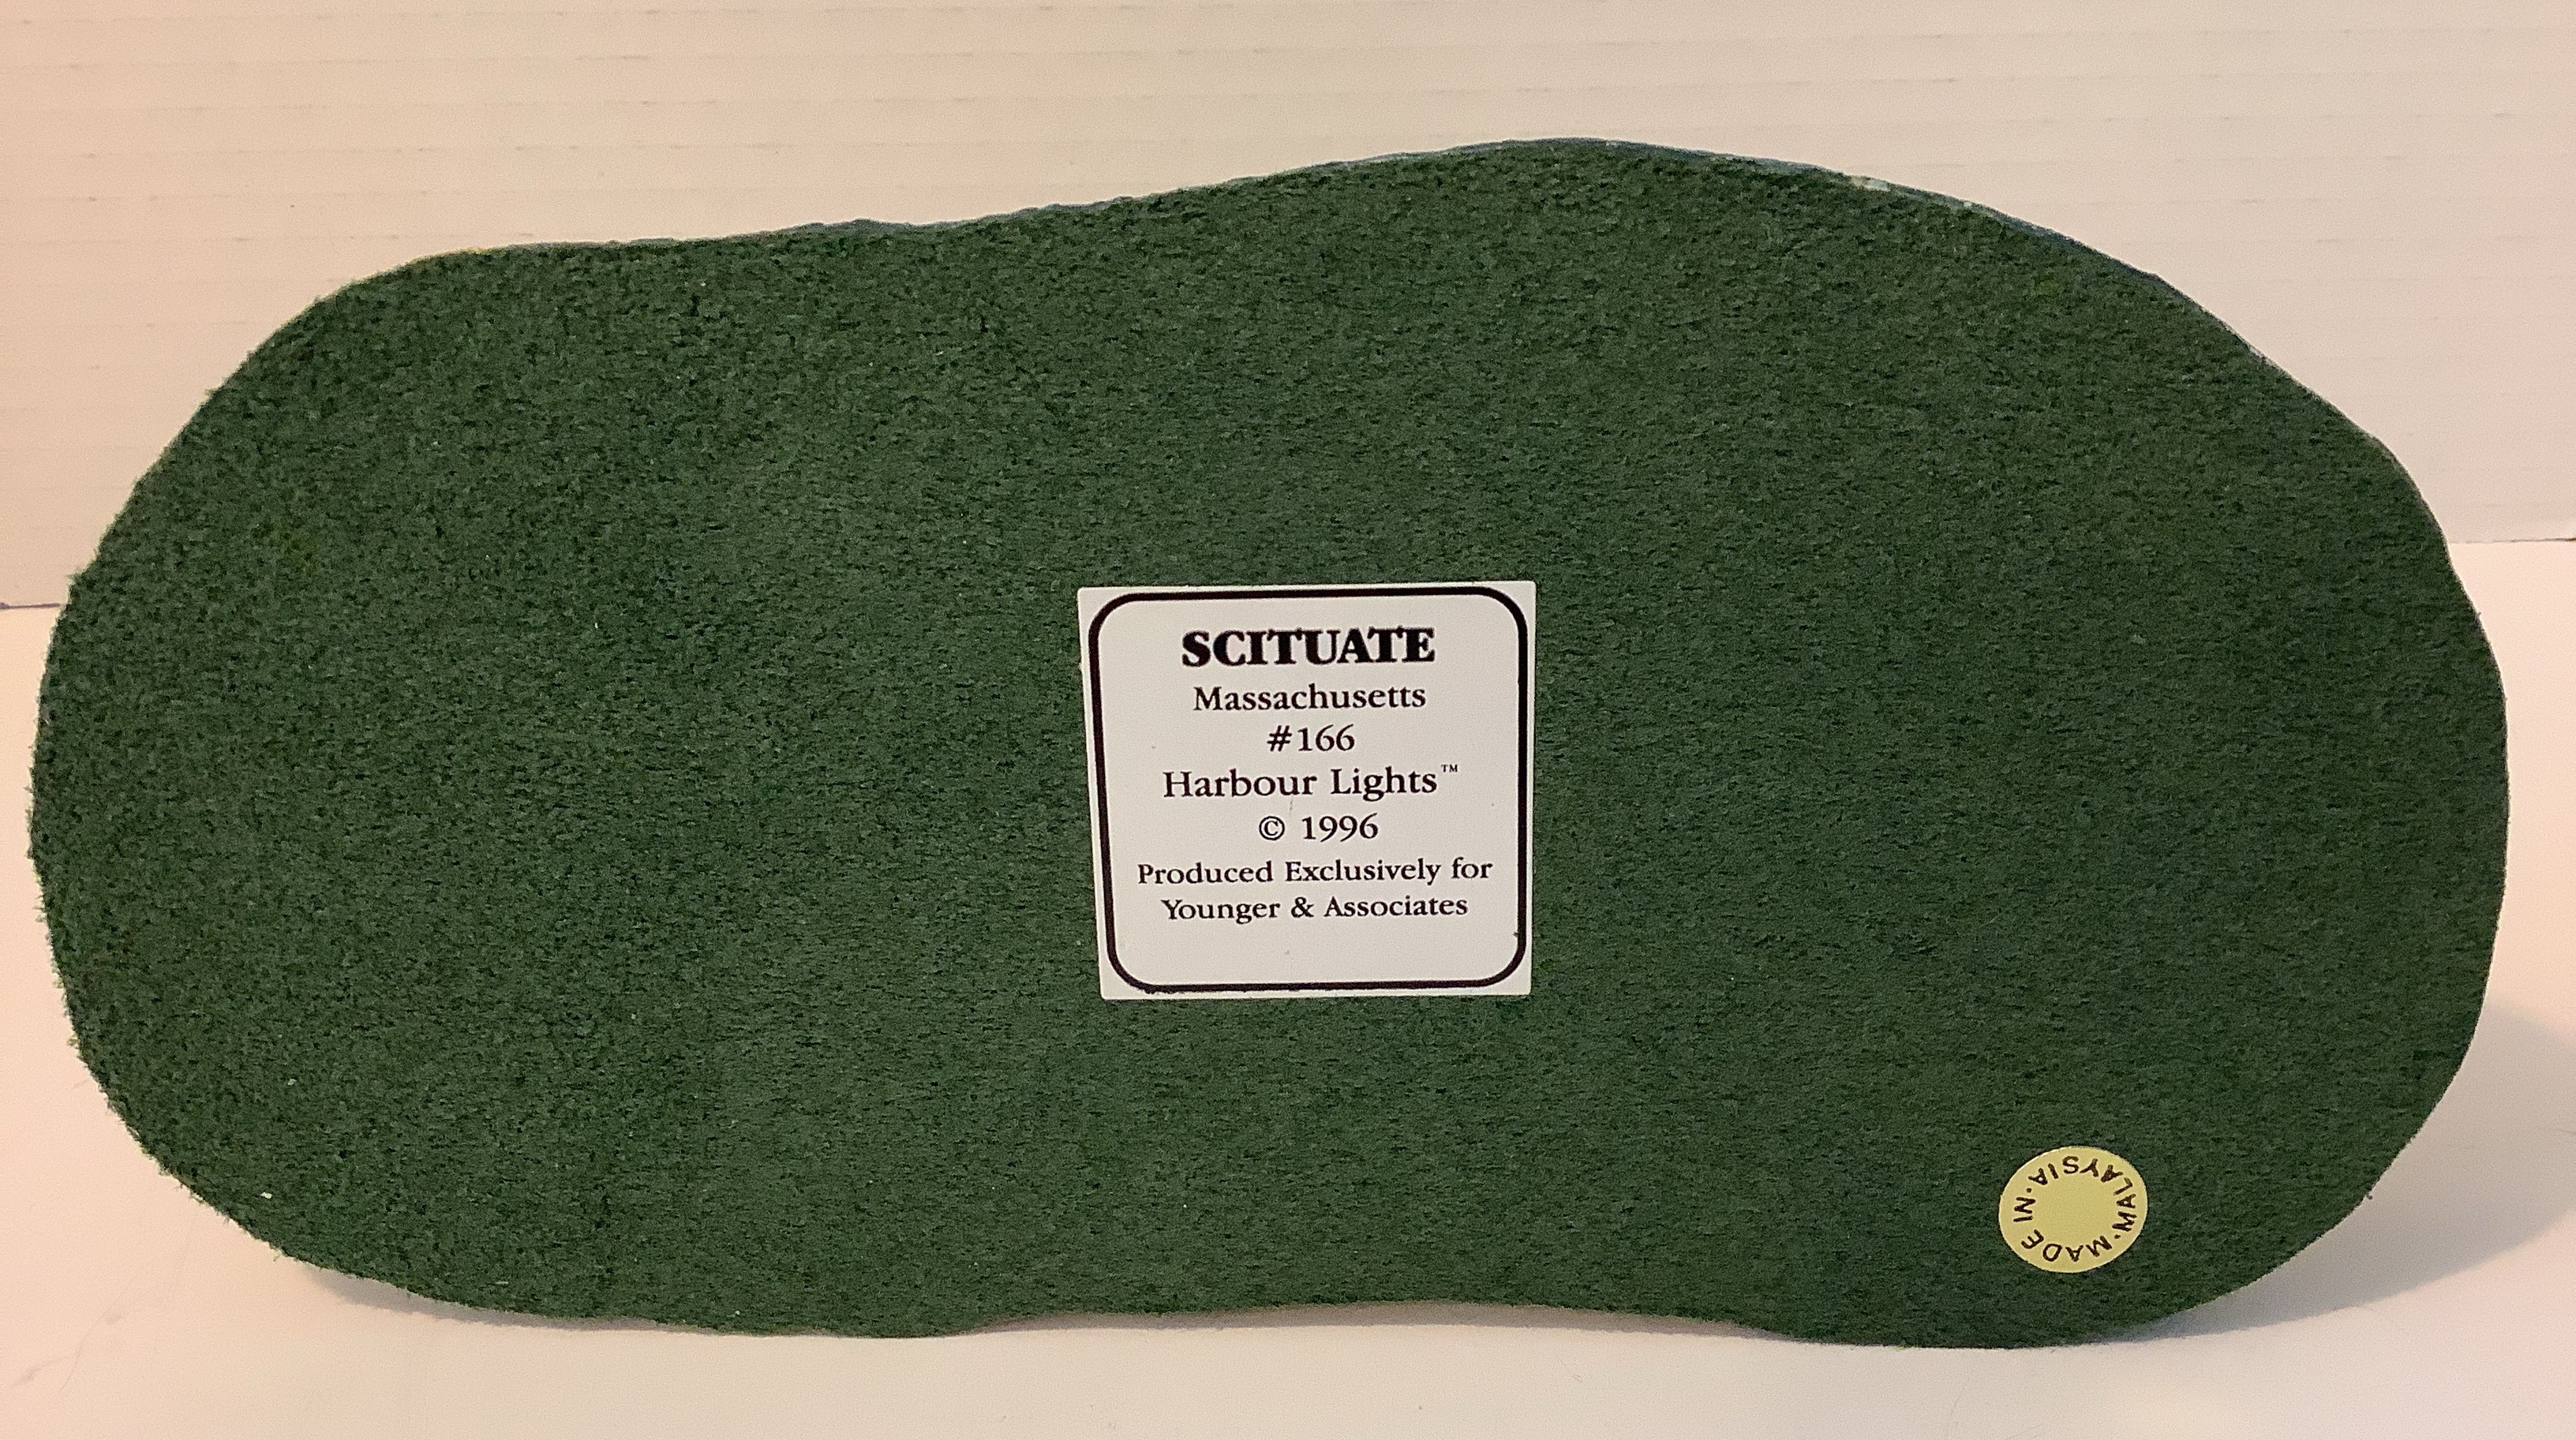 SCITUATE
Massachusetts
#166
Harbour Lights™
© 1996
Produced Exclusively for
Younger & Associates
·MADE IN·MALAYSIA